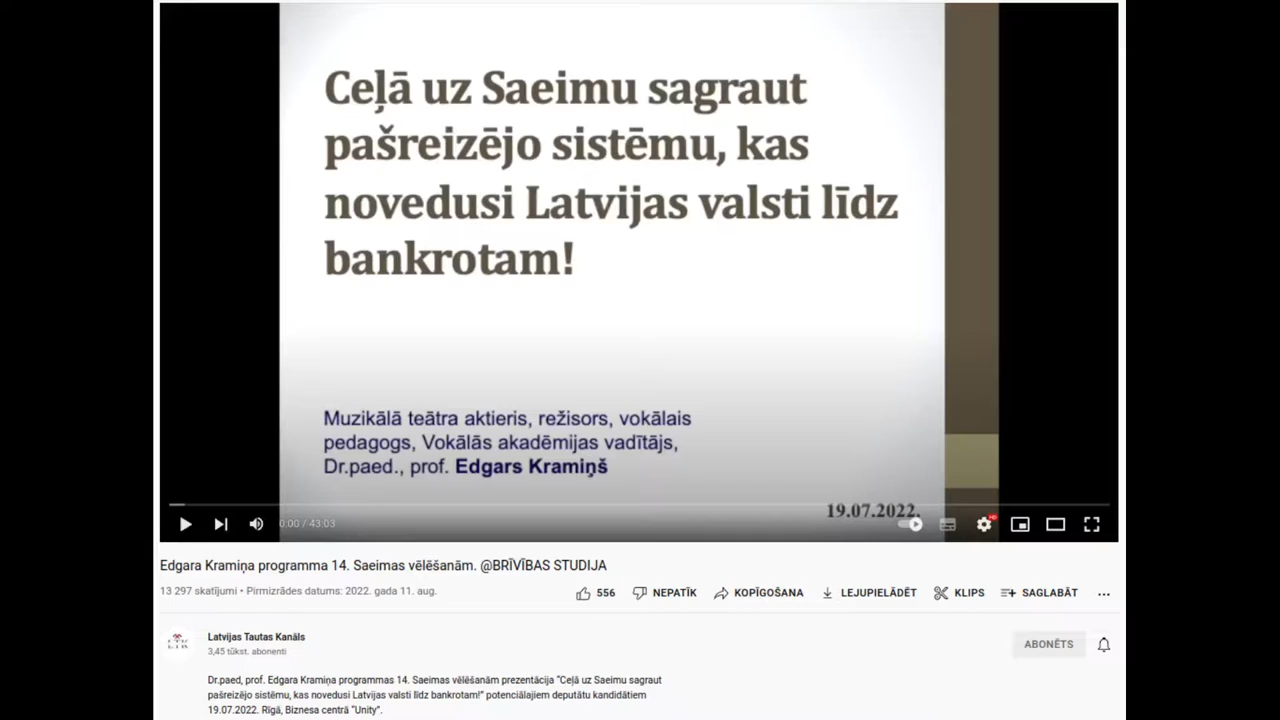 Ceļā uz Saeimu sagraut
pašreizējo sistēmu, kas
novedusi Latvijas valsti līdz
bankrotam!
Muzikālā teātra aktieris, režisors, vokālais
pedagogs, Vokālās akadēmijas vadītājs,
Dr.paed., prof. Edgars Kramiņš
19.07.2022.
0:00 / 43:03
Edgara Kramiņa programma 14. Saeimas vēlēšanām. @BRĪVĪBAS STUDIJA
13 297 skatījumi • Pirmizrādes datums: 2022. gada 11. aug.
556 NEPATĪK KOPĪGOŠANA LEJUPIELĀDĒT KLIPS SAGLABĀT
LTK
Latvijas Tautas Kanāls
3,45 tūkst. abonenti
ABONĒTS
Dr.paed, prof. Edgara Kramiņa programmas 14. Saeimas vēlēšanām prezentācija “Ceļā uz Saeimu sagraut
pašreizējo sistēmu, kas novedusi Latvijas valsti līdz bankrotam!” potenciālajiem deputātu kandidātiem
19.07.2022. Rīgā, Biznesa centrā “Unity”.